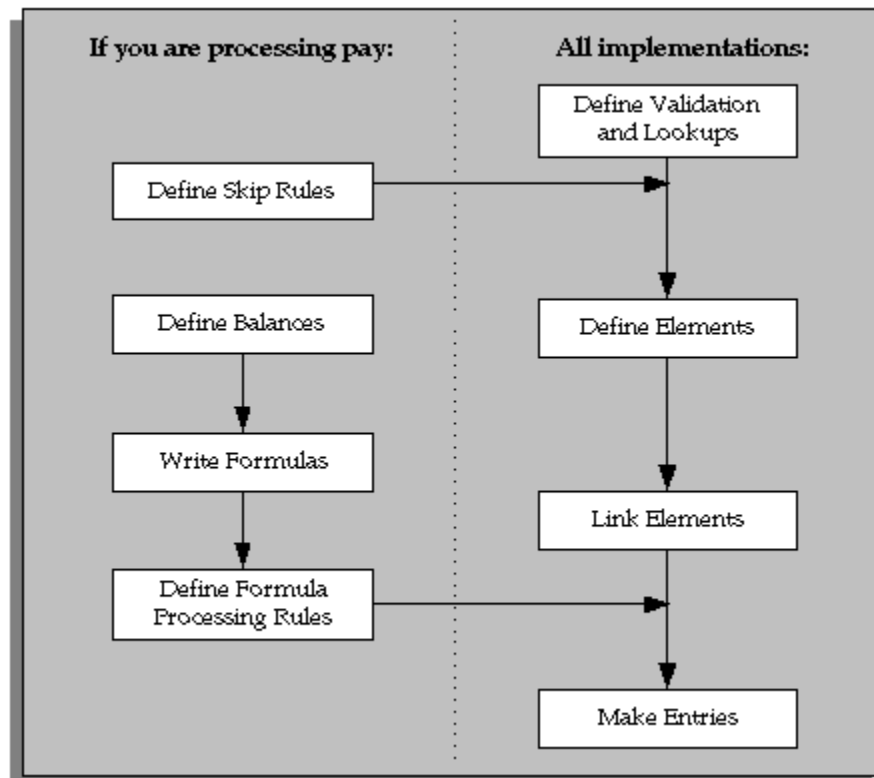 If you are processing pay:
Define Skip Rules
Define Balances
Write Formulas
Define Formula
Processing Rules
All implementations:
Define Validation
and Lookups
Define Elements
Link Elements
Make Entries